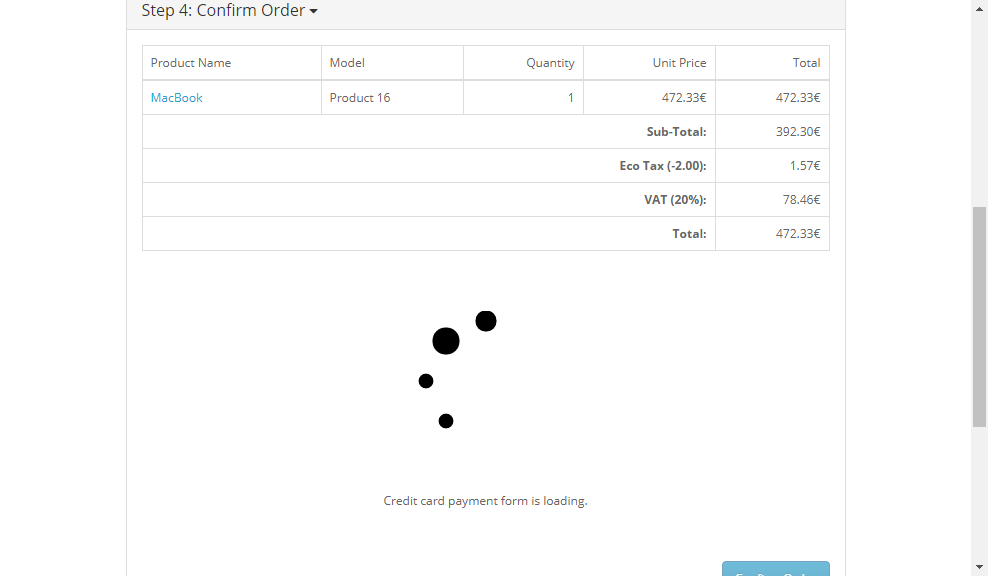 Step 4: Confirm Order
Product Name Model Quantity Unit Price Total
MacBook Product 16 1 472.33€ 472.33€
Sub-Total: 392.30€
Eco Tax (-2.00): 1.57€
VAT (20%): 78.46€
Total: 472.33€
Credit card payment form is loading.